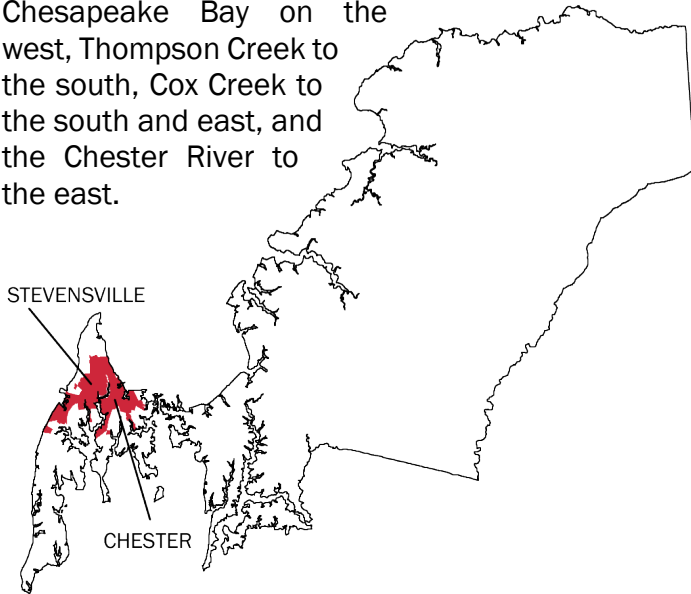 Chesapeake Bay on the
west, Thompson Creek to
the south, Cox Creek to
the south and east, and
the Chester River to
the east.
STEVENSVILLE
CHESTER